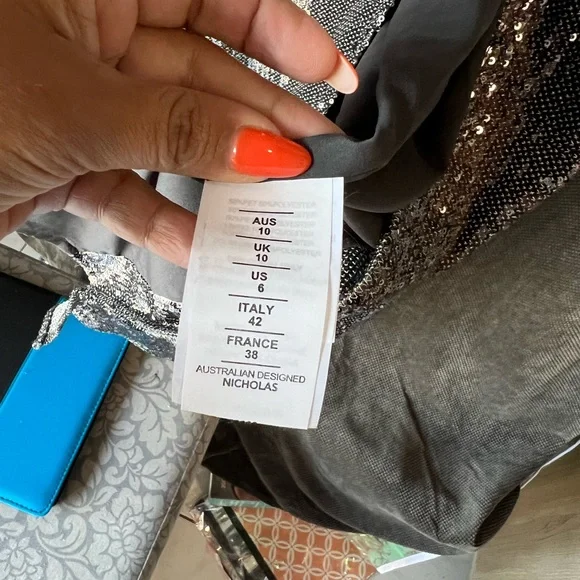 AUS
10
UK
10
US
6
ITALY
42
FRANCE
38
AUSTRALIAN DESIGNED
NICHOLAS